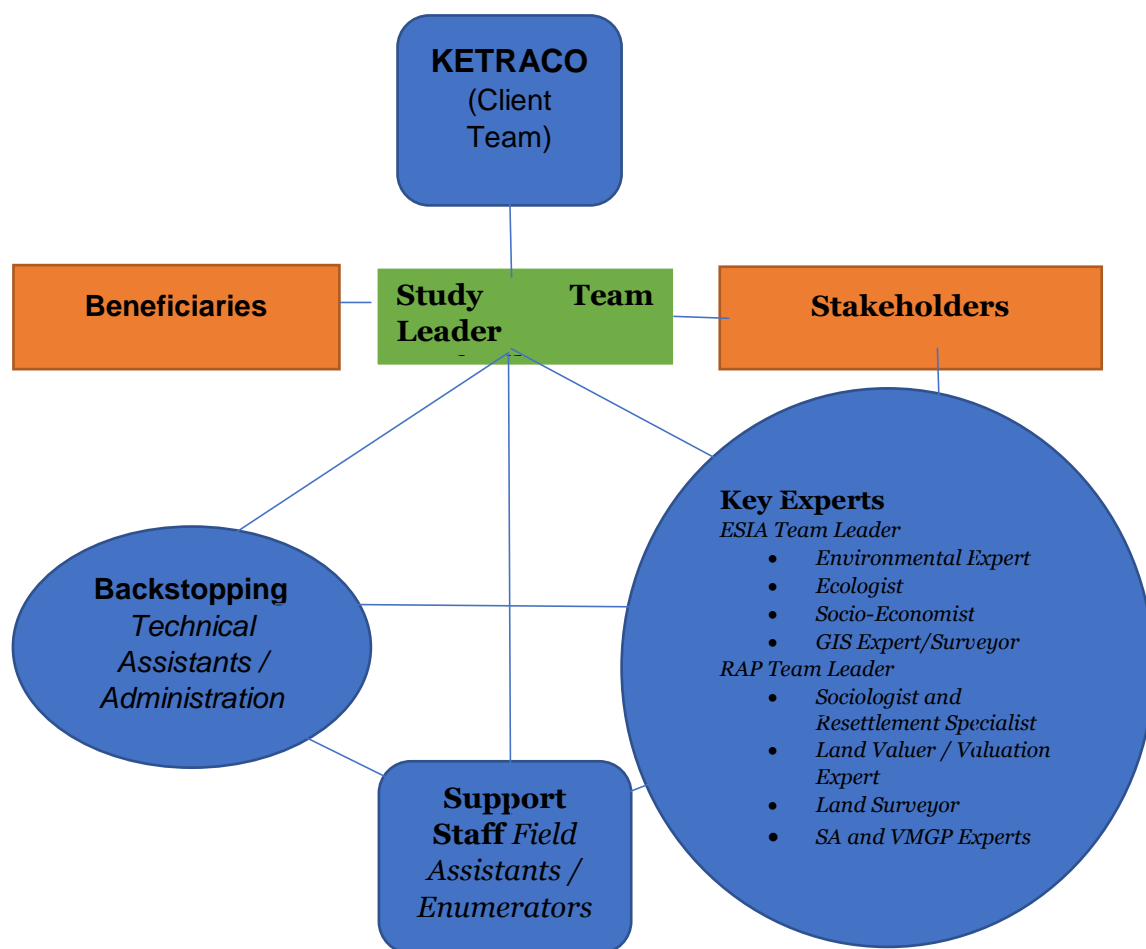 KETRACO
(Client
Team)
Beneficiaries
Study Team
Leader
Stakeholders
Key Experts
ESIA Team Leader
• Environmental Expert
• Ecologist
• Socio-Economist
• GIS Expert/Surveyor
RAP Team Leader
• Sociologist and
Resettlement Specialist
• Land Valuer / Valuation
Expert
• Land Surveyor
• SA and VMGP Experts
Backstopping
Technical
Assistants /
Administration
Support
Staff Field
Assistants /
Enumerators